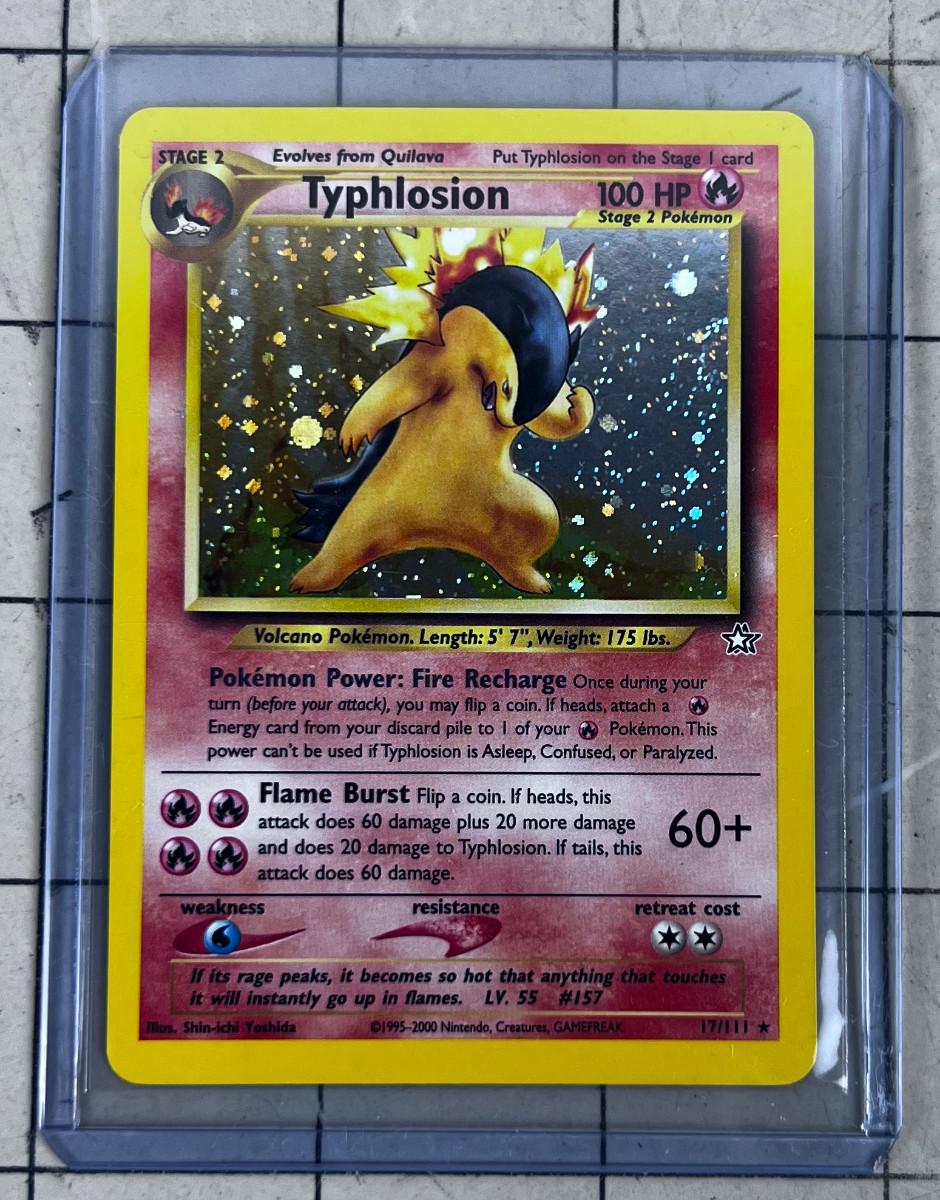 STAGE 2 Evolves from Quilava Put Typhlosion on the Stage 1 card
Typhlosion 100 HP
Stage 2 Pokémon
Volcano Pokémon. Length: 5' 7", Weight: 175 lbs.
Pokémon Power: Fire Recharge Once during your
turn (before your attack), you may flip a coin. If heads, attach a
Energy card from your discard pile to 1 of your Pokémon. This
power can't be used if Typhlosion is Asleep, Confused, or Paralyzed.
Flame Burst Flip a coin. If heads, this
attack does 60 damage plus 20 more damage
and does 20 damage to Typhlosion. If tails, this
attack does 60 damage.
60+
weakness resistance retreat cost
If its rage peaks, it becomes so hot that anything that touches
it will instantly go up in flames. LV. 55 #157
Illus. Shin-ichi Yoshida ©1995–2000 Nintendo, Creatures, GAMEFREAK. 17/111 ★